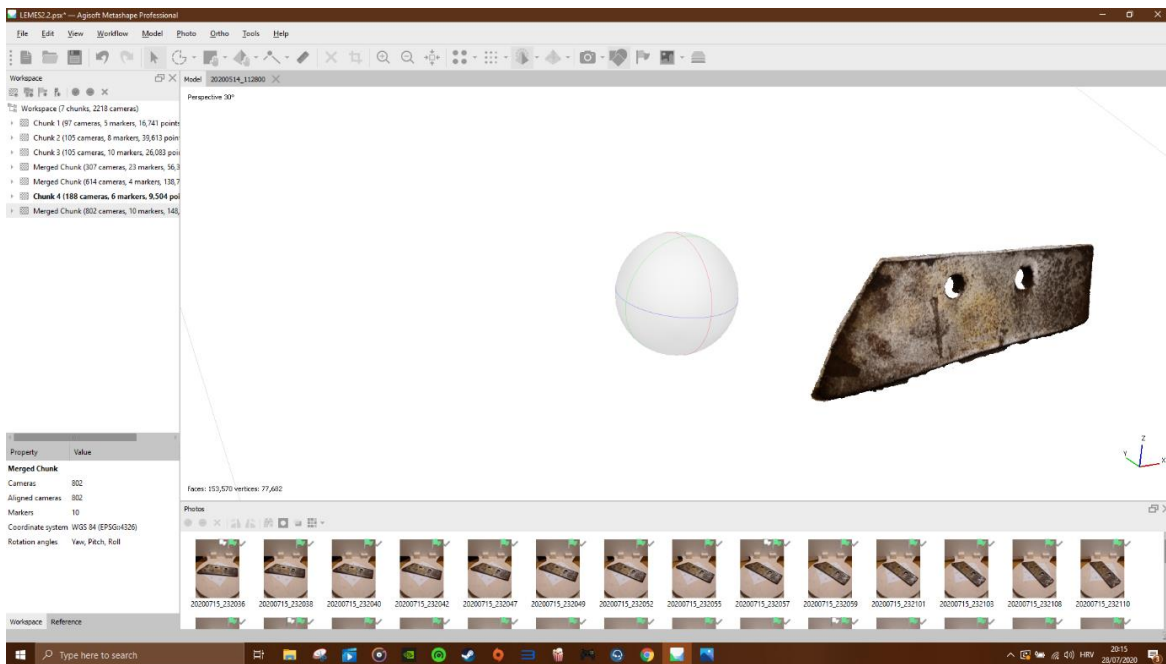 LEMES2.2.psx* — Agisoft Metashape Professional
File Edit View Workflow Model Photo Ortho Tools Help
Workspace
Model 20200514_112800
Perspective 30°
Workspace (7 chunks, 2218 cameras)
Chunk 1 (97 cameras, 5 markers, 16,741 points
Chunk 2 (105 cameras, 8 markers, 39,613 poin
Chunk 3 (105 cameras, 10 markers, 26,083 poi
Merged Chunk (307 cameras, 23 markers, 56,3
Merged Chunk (614 cameras, 4 markers, 138,7
Chunk 4 (188 cameras, 6 markers, 9,504 poi
Merged Chunk (802 cameras, 10 markers, 148,
Z
Y
X
Property Value
Merged Chunk
Cameras 802
Aligned cameras 802
Markers 10
Coordinate system WGS 84 (EPSG::4326)
Rotation angles Yaw, Pitch, Roll
faces: 153,570 vertices: 77,682
Photos
20200715_232036 20200715_232038 20200715_232040 20200715_232042 20200715_232047 20200715_232049 20200715_232052 20200715_232055 20200715_232057 20200715_232059 20200715_232101 20200715_232103 20200715_232108 20200715_232110
Workspace Reference
Type here to search
HRV
20:15
28/07/2020